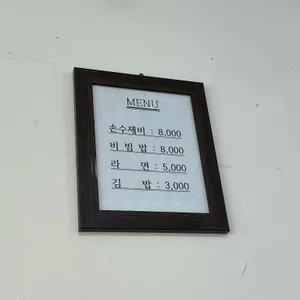 MENU
손수제비 : 8,000
비 빔 밥 : 8,000
라 면 : 5,000
김 밥 : 3,000